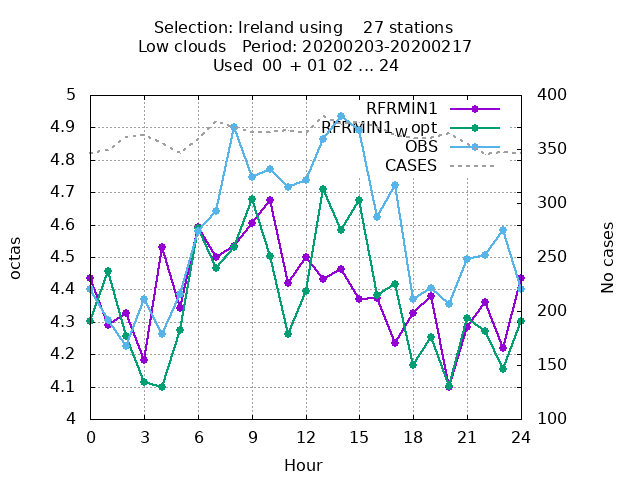 Selection: Ireland using    27 stations
Low clouds   Period: 20200203-20200217
Used  00 + 01 02 ... 24
5
4.9
4.8
4.7
4.6
4.5
4.4
4.3
4.2
4.1
4
400
350
300
250
200
150
100
0 3 6 9 12 15 18 21 24
octas
No cases
Hour
RFRMIN1
RFRMIN1w opt
OBS
CASES